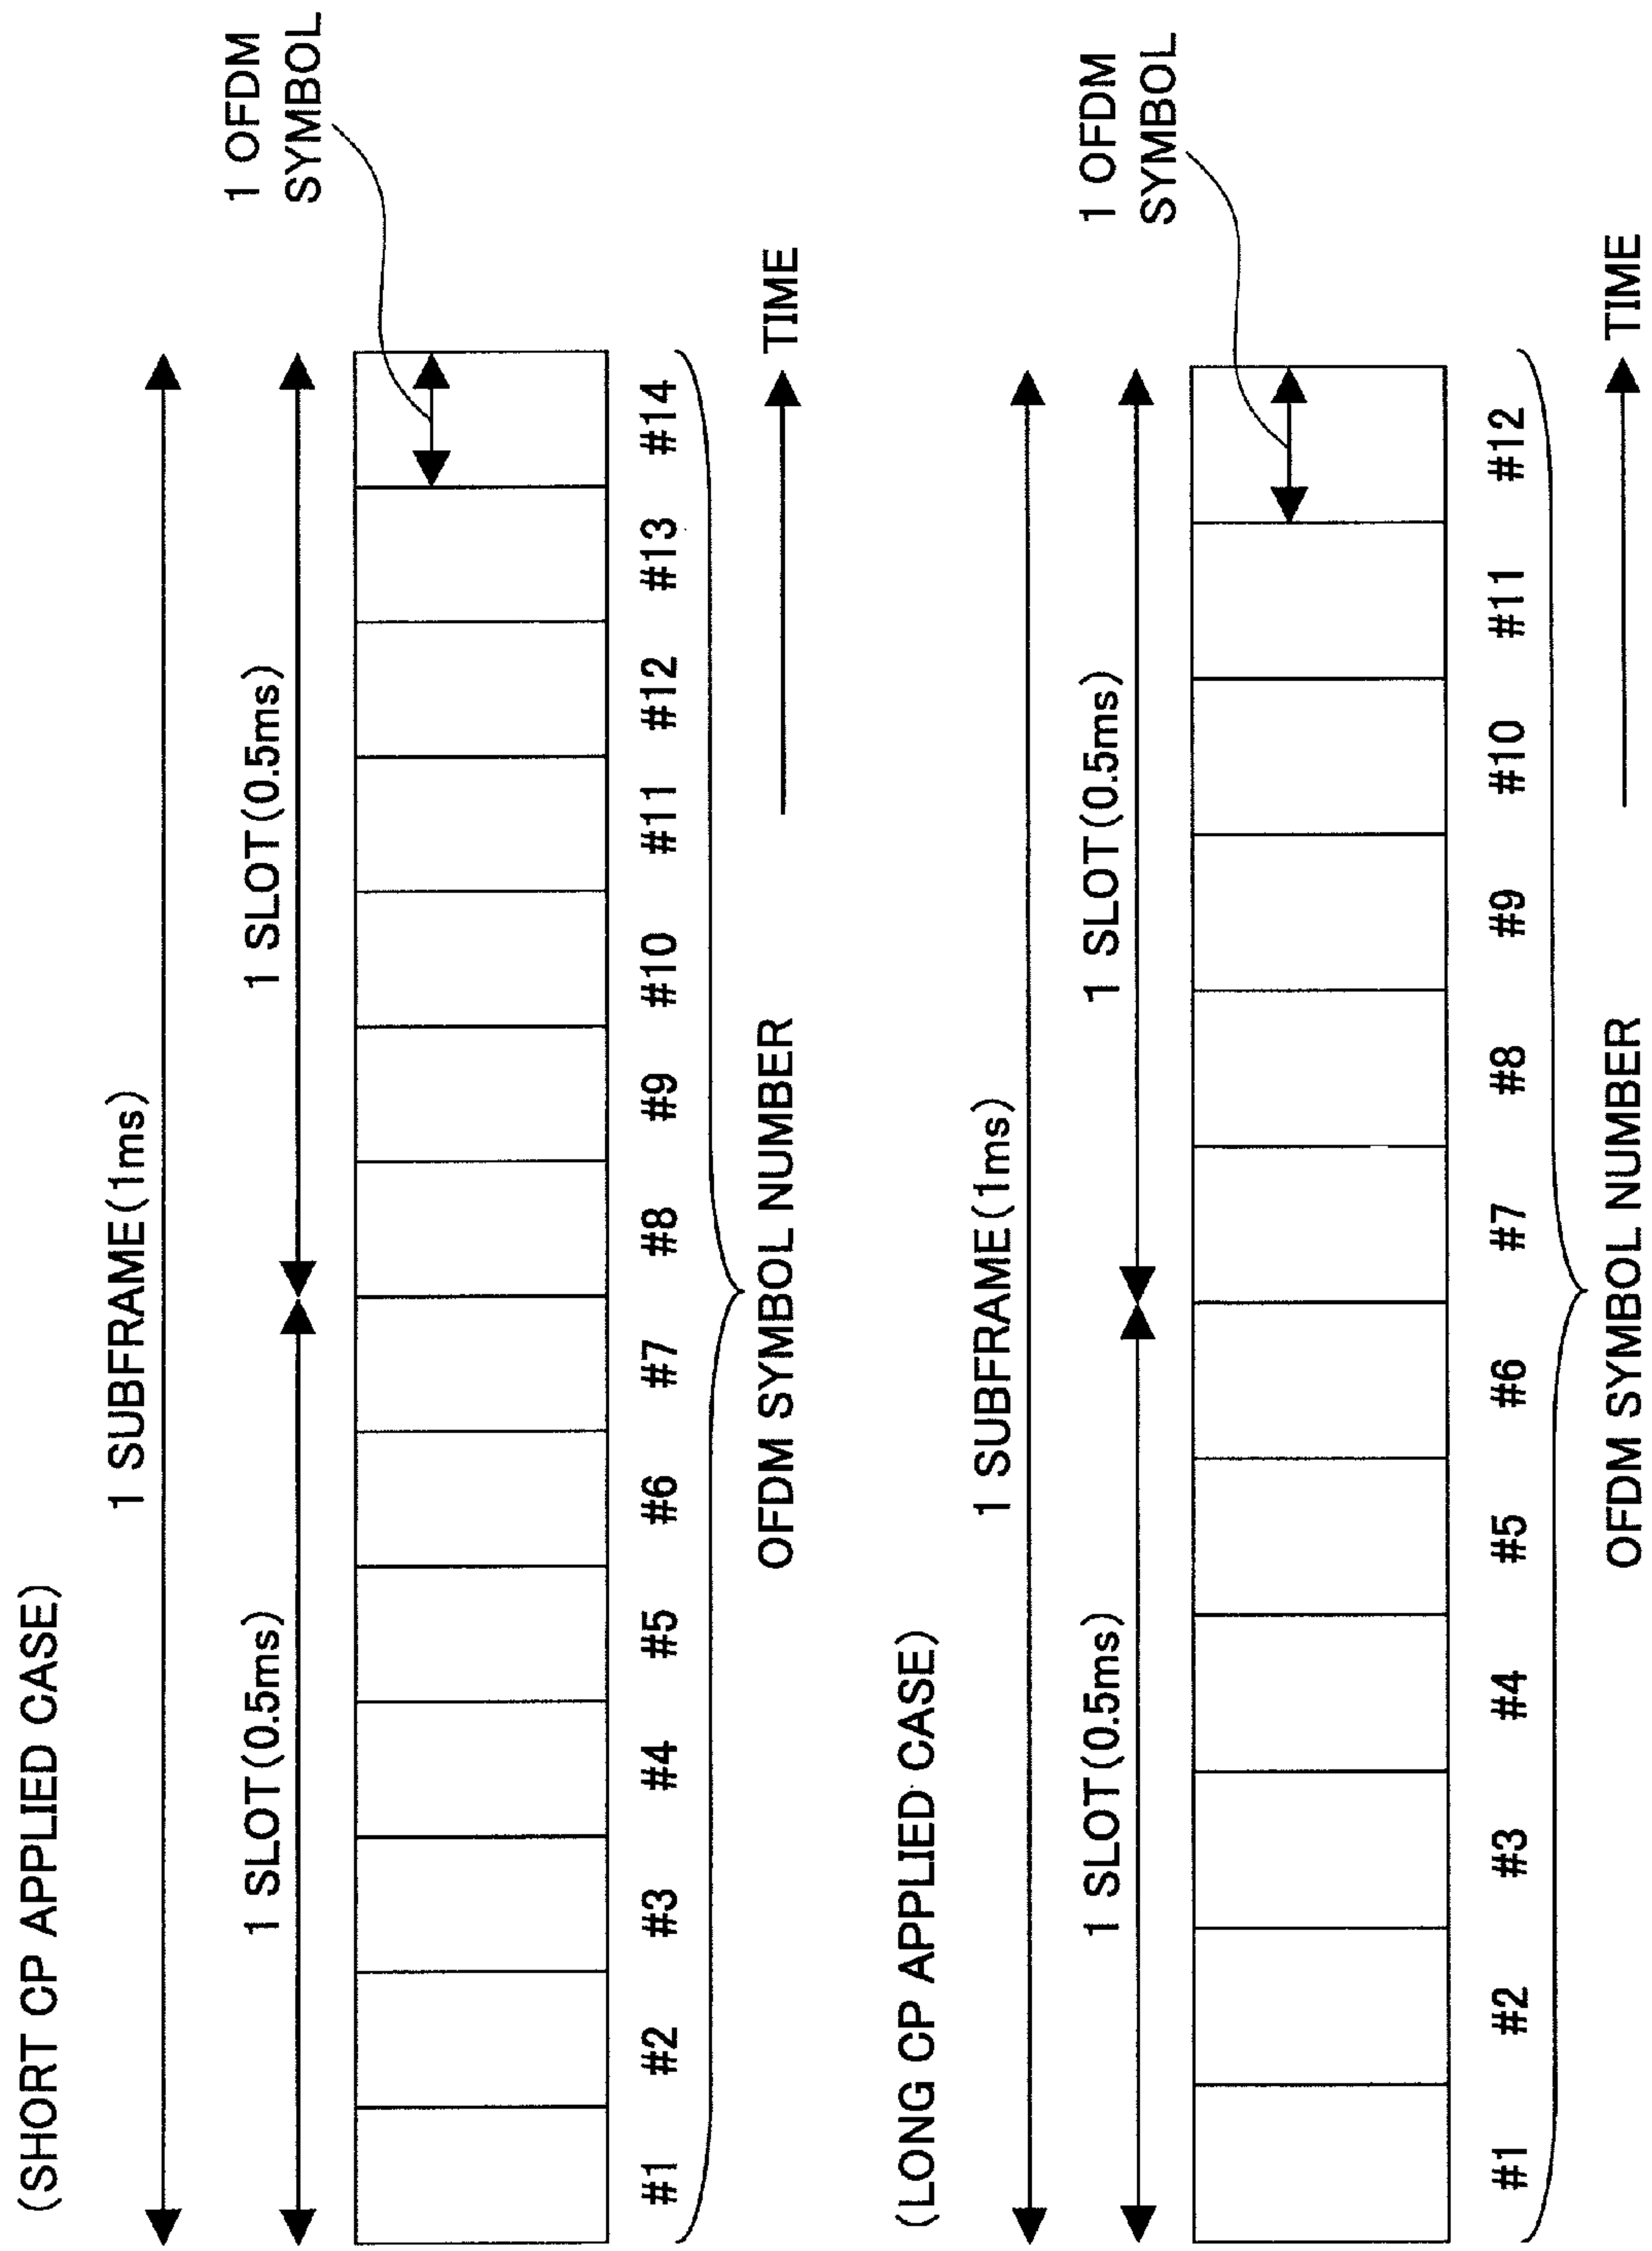 (SHORT CP APPLIED CASE)
1 SUBFRAME(1ms)
1 SLOT(0.5ms)
1 SLOT(0.5ms)
1 OFDM
SYMBOL
#1 #2 #3 #4 #5 #6 #7 #8 #9 #10 #11 #12 #13 #14
OFDM SYMBOL NUMBER
TIME
(LONG CP APPLIED CASE)
1 SUBFRAME(1ms)
1 SLOT(0.5ms)
1 SLOT(0.5ms)
1 OFDM
SYMBOL
#1 #2 #3 #4 #5 #6 #7 #8 #9 #10 #11 #12
OFDM SYMBOL NUMBER
TIME